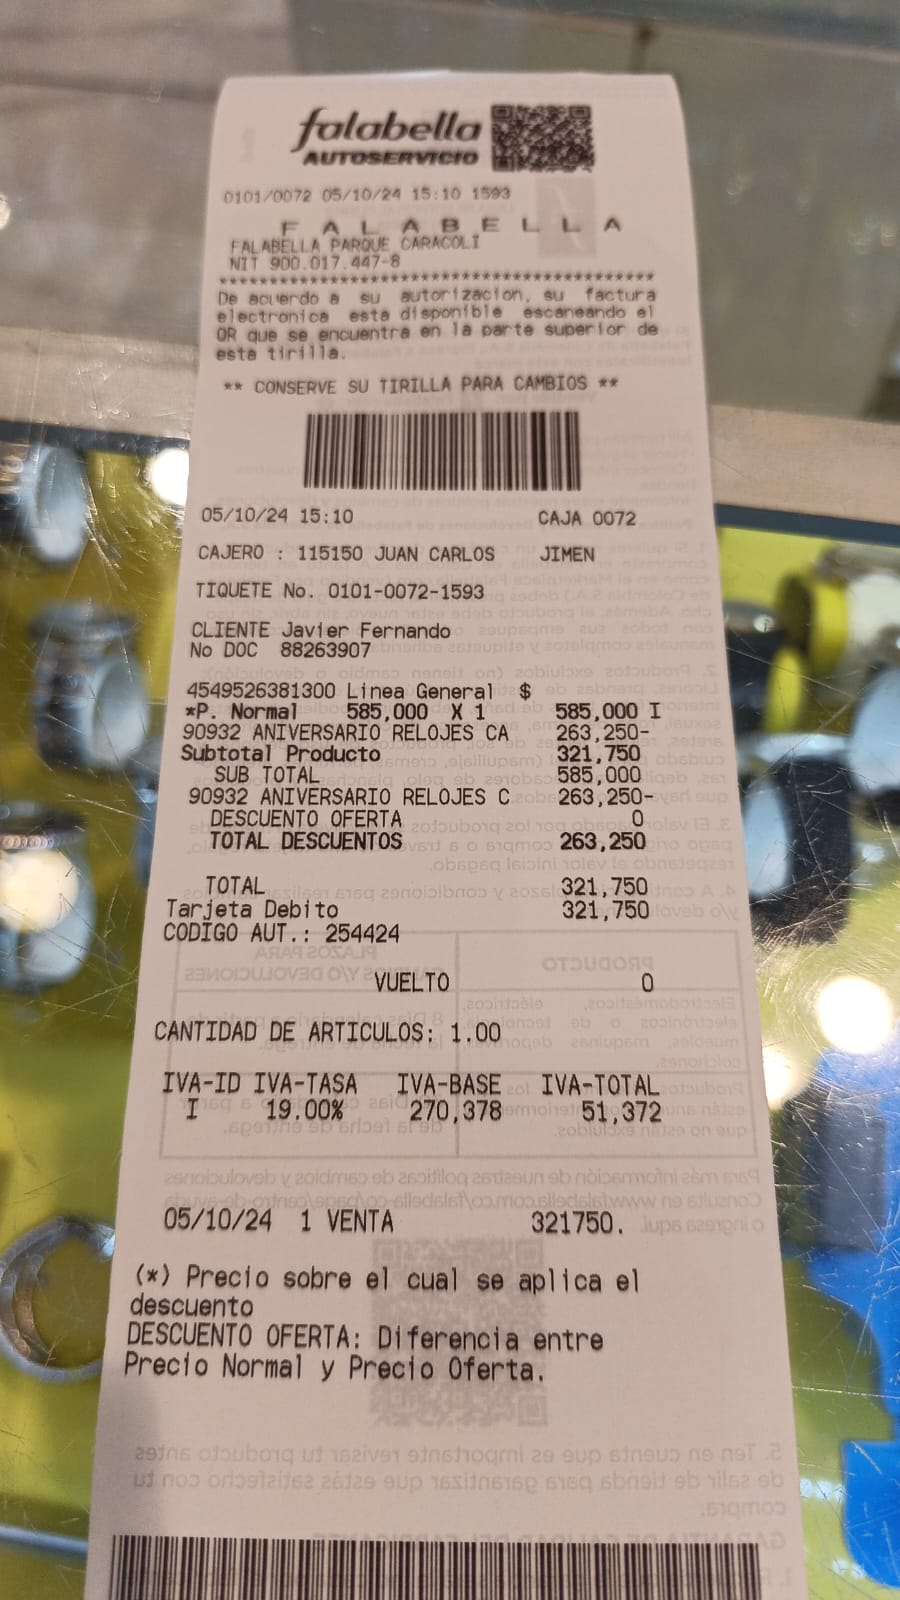 falabella
AUTOSERVICIO
0101/0072 05/10/24 15:10 1593
F A L A B E L L A
FALABELLA PARQUE CARACOLI
NIT 900.017.447-8
****************************************************
De acuerdo a su autorizacion, su factura
electronica esta disponible escaneando el
QR que se encuentra en la parte superior de
esta tirilla.
** CONSERVE SU TIRILLA PARA CAMBIOS **
05/10/24 15:10 CAJA 0072
CAJERO : 115150 JUAN CARLOS JIMEN
TIQUETE No. 0101-0072-1593
CLIENTE Javier Fernando
No DOC 88263907
4549526381300 Linea General $
*P. Normal 585,000 X 1 585,000 I
90932 ANIVERSARIO RELOJES CA 263,250-
Subtotal Producto 321,750
SUB TOTAL 585,000
90932 ANIVERSARIO RELOJES C 263,250-
DESCUENTO OFERTA 0
TOTAL DESCUENTOS 263,250
TOTAL 321,750
Tarjeta Debito 321,750
CODIGO AUT.: 254424
VUELTO 0
CANTIDAD DE ARTICULOS: 1.00
IVA-ID IVA-TASA IVA-BASE IVA-TOTAL
I 19.00% 270,378 51,372
05/10/24 1 VENTA 321750.
(*) Precio sobre el cual se aplica el
descuento
DESCUENTO OFERTA: Diferencia entre
Precio Normal y Precio Oferta.